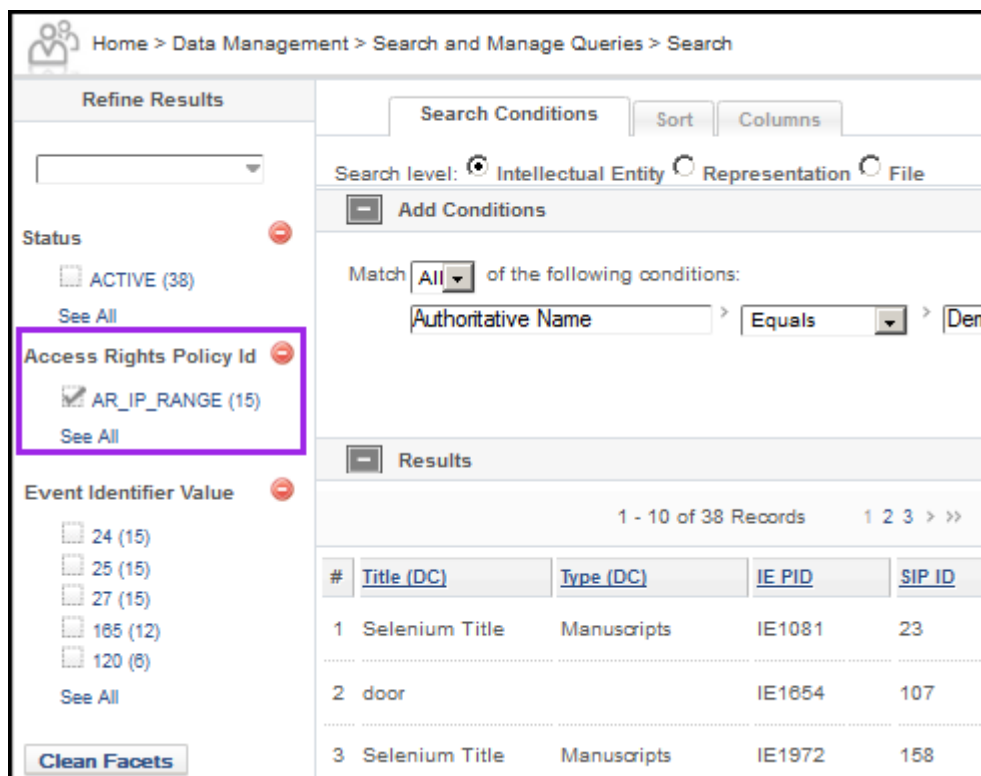 Home > Data Management > Search and Manage Queries > Search
Refine Results
Status
ACTIVE (38)
See All
Access Rights Policy Id
AR_IP_RANGE (15)
See All
Event Identifier Value
24 (15)
25 (15)
27 (15)
165 (12)
120 (6)
See All
Clean Facets
Search Conditions Sort Columns
Search level: Intellectual Entity Representation File
Add Conditions
Match All of the following conditions:
Authoritative Name > Equals > Der
Results
1 - 10 of 38 Records 1 2 3 > >>
# Title (DC) Type (DC) IE PID SIP ID
1 Selenium Title Manuscripts IE1081 23
2 door IE1654 107
3 Selenium Title Manuscripts IE1972 158